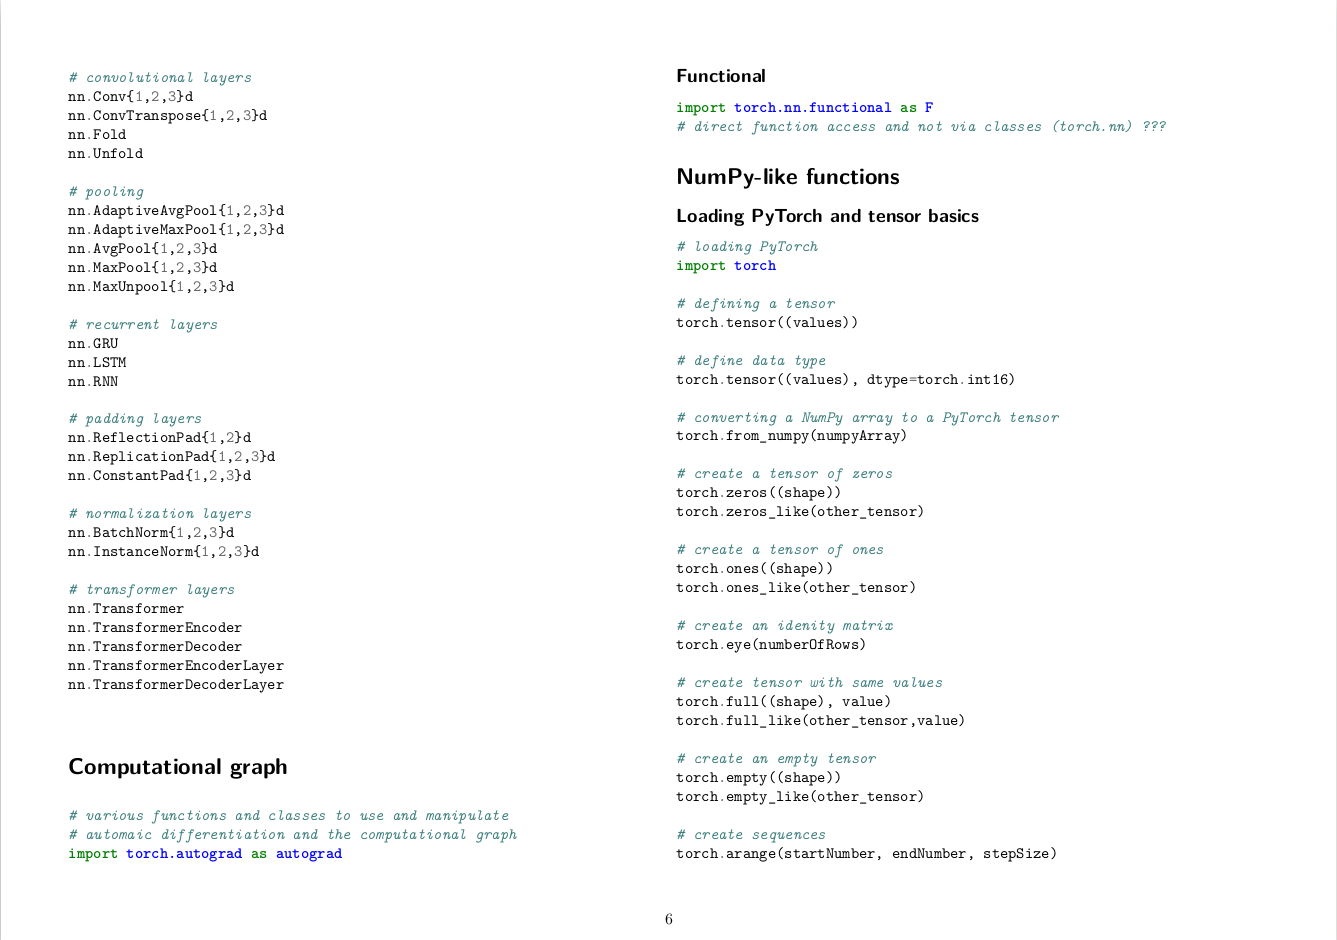 # convolutional layers
nn.Conv{1,2,3}d
nn.ConvTranspose{1,2,3}d
nn.Fold
nn.Unfold
# pooling
nn.AdaptiveAvgPool{1,2,3}d
nn.AdaptiveMaxPool{1,2,3}d
nn.AvgPool{1,2,3}d
nn.MaxPool{1,2,3}d
nn.MaxUnpool{1,2,3}d
# recurrent layers
nn.GRU
nn.LSTM
nn.RNN
# padding layers
nn.ReflectionPad{1,2}d
nn.ReplicationPad{1,2,3}d
nn.ConstantPad{1,2,3}d
# normalization layers
nn.BatchNorm{1,2,3}d
nn.InstanceNorm{1,2,3}d
# transformer layers
nn.Transformer
nn.TransformerEncoder
nn.TransformerDecoder
nn.TransformerEncoderLayer
nn.TransformerDecoderLayer
Computational graph
# various functions and classes to use and manipulate
# automaic differentiation and the computational graph
import torch.autograd as autograd
Functional
import torch.nn.functional as F
# direct function access and not via classes (torch.nn) ???
NumPy-like functions
Loading PyTorch and tensor basics
# loading PyTorch
import torch
# defining a tensor
torch.tensor((values))
# define data type
torch.tensor((values), dtype=torch.int16)
# converting a NumPy array to a PyTorch tensor
torch.from_numpy(numpyArray)
# create a tensor of zeros
torch.zeros((shape))
torch.zeros_like(other_tensor)
# create a tensor of ones
torch.ones((shape))
torch.ones_like(other_tensor)
# create an idenity matrix
torch.eye(numberOfRows)
# create tensor with same values
torch.full((shape), value)
torch.full_like(other_tensor,value)
# create an empty tensor
torch.empty((shape))
torch.empty_like(other_tensor)
# create sequences
torch.arange(startNumber, endNumber, stepSize)
6